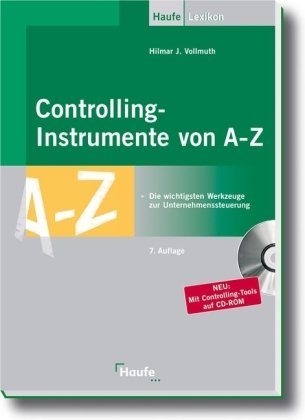 Haufe Lexikon
Hilmar J. Vollmuth
Controlling-
Instrumente von A-Z
A-Z
Die wichtigsten Werkzeuge
zur Unternehmenssteuerung
7. Auflage
NEU:
Mit Controlling-Tools
auf CD-ROM
Haufe